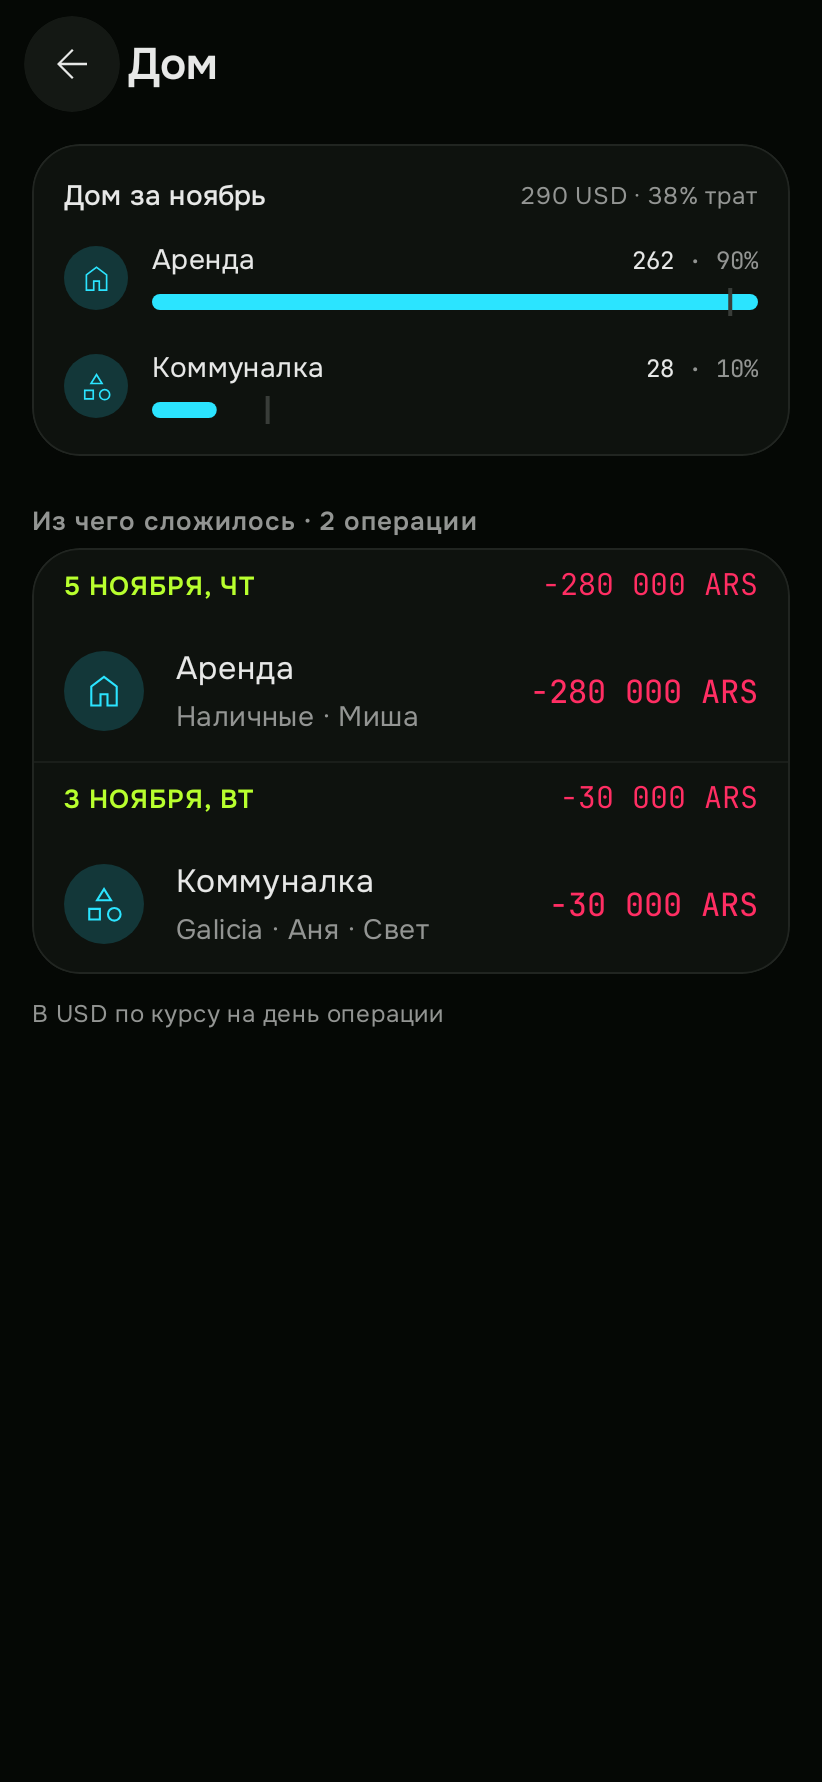 Дом
Дом за ноябрь 290 USD · 38% трат
Аренда 262 · 90%
Коммуналка 28 · 10%
Из чего сложилось · 2 операции
5 НОЯБРЯ, ЧТ -280 000 ARS
Аренда -280 000 ARS
Наличные · Миша
3 НОЯБРЯ, ВТ -30 000 ARS
Коммуналка -30 000 ARS
Galicia · Аня · Свет
В USD по курсу на день операции